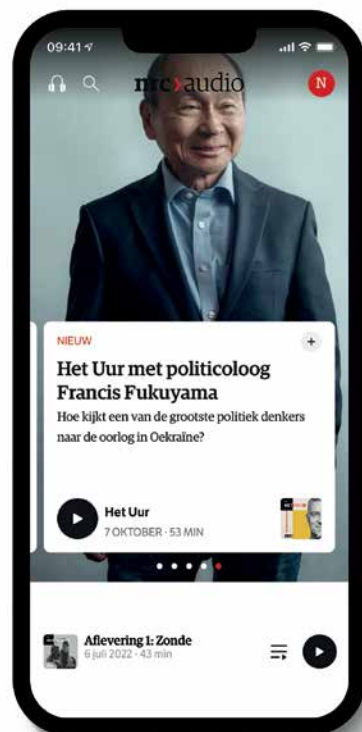 09:41
nrc>audio
N
NIEUW
+
Het Uur met politicoloog
Francis Fukuyama
Hoe kijkt een van de grootste politiek denkers
naar de oorlog in Oekraïne?
Het Uur
7 OKTOBER · 53 MIN
Aflevering 1: Zonde
6 juli 2022 · 43 min